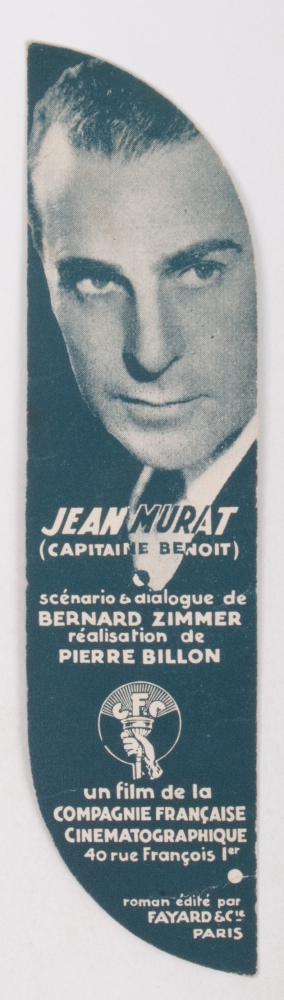 JEAN MURAT
(CAPITAINE BENOIT)
scénario & dialogue de
BERNARD ZIMMER
réalisation de
PIERRE BILLON
C.F.C
un film de la
COMPAGNIE FRANÇAISE
CINEMATOGRAPHIQUE
40 rue François 1er
roman édité par
FAYARD & Cie
PARIS